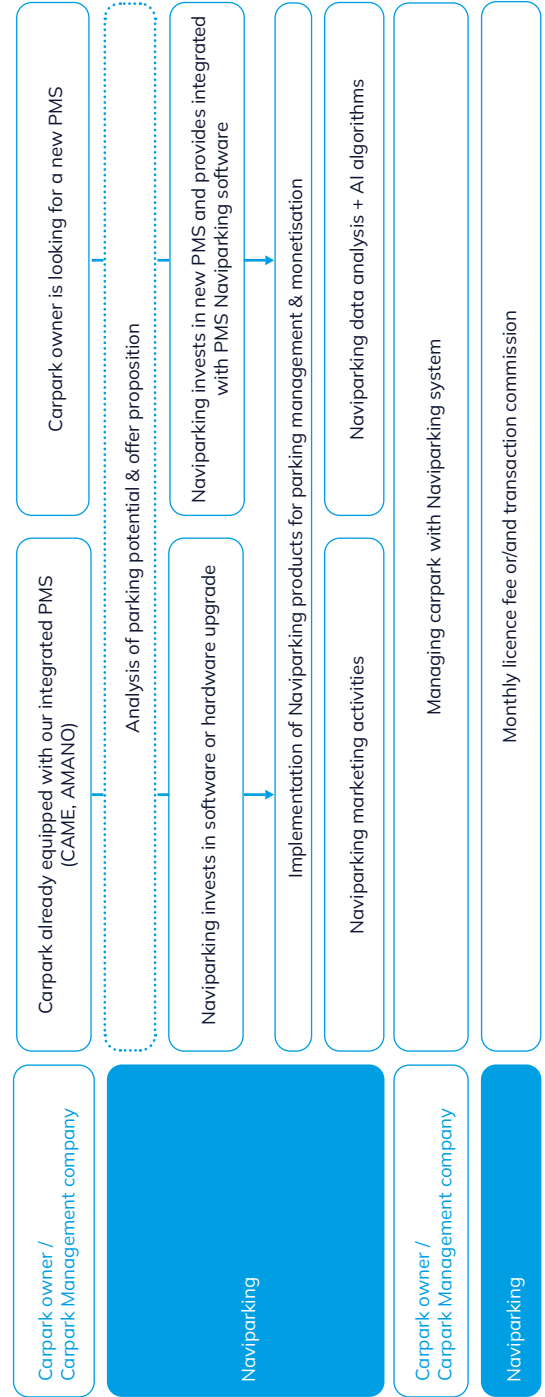 Carpark owner /
Carpark Management company
Carpark already equipped with our integrated PMS
(CAME, AMANO)
Carpark owner is looking for a new PMS
Naviparking
Analysis of parking potential & offer proposition
Naviparking invests in software or hardware upgrade
Naviparking invests in new PMS and provides integrated
with PMS Naviparking software
Implementation of Naviparking products for parking management & monetisation
Naviparking marketing activities
Naviparking data analysis + AI algorithms
Carpark owner /
Carpark Management company
Managing carpark with Naviparking system
Naviparking
Monthly licence fee or/and transaction commission